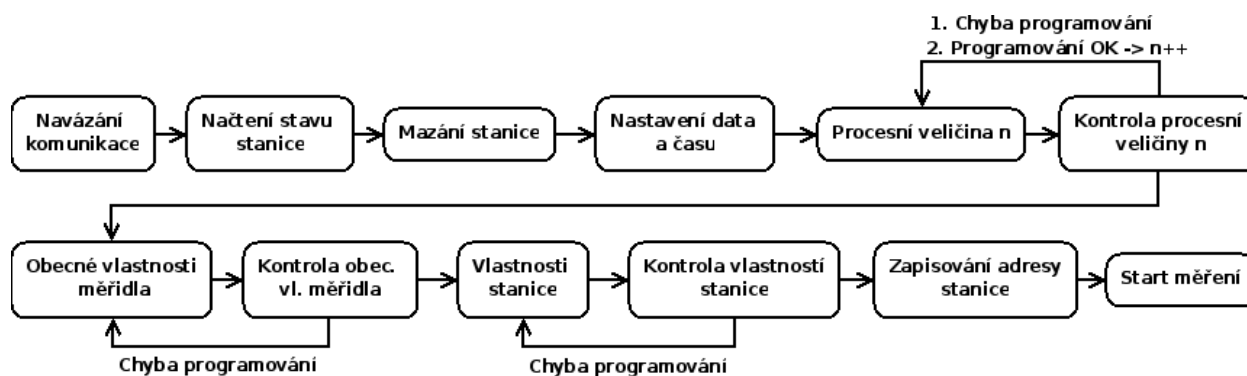 1. Chyba programování
2. Programování OK -> n++
Navázání
komunikace
Načtení stavu
stanice
Mazání stanice
Nastavení data
a času
Procesní veličina n
Kontrola procesní
veličiny n
Obecné vlastnosti
měřidla
Kontrola obec.
vl. měřidla
Vlastnosti
stanice
Kontrola vlastností
stanice
Zapisování adresy
stanice
Start měření
Chyba programování
Chyba programování